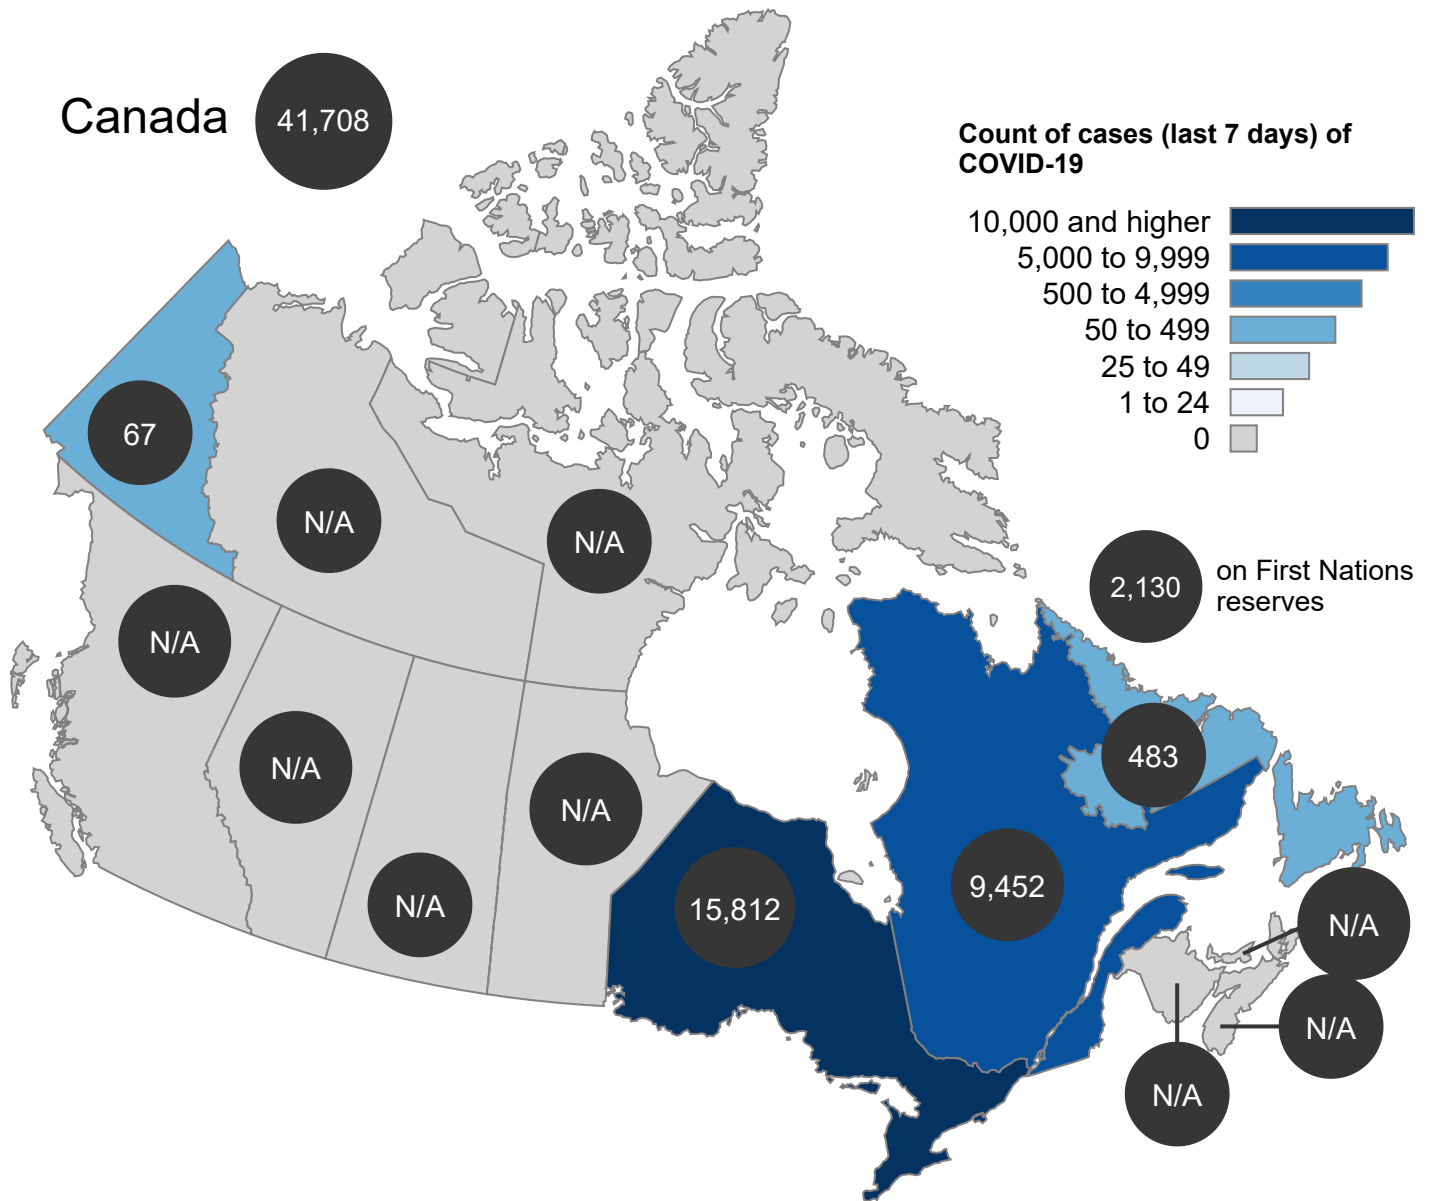 Canada
41,708
Count of cases (last 7 days) of
COVID-19
10,000 and higher
5,000 to 9,999
500 to 4,999
50 to 499
25 to 49
1 to 24
0
67
N/A
N/A
2,130
on First Nations
reserves
N/A
N/A
N/A
N/A
483
15,812
9,452
N/A
N/A
N/A